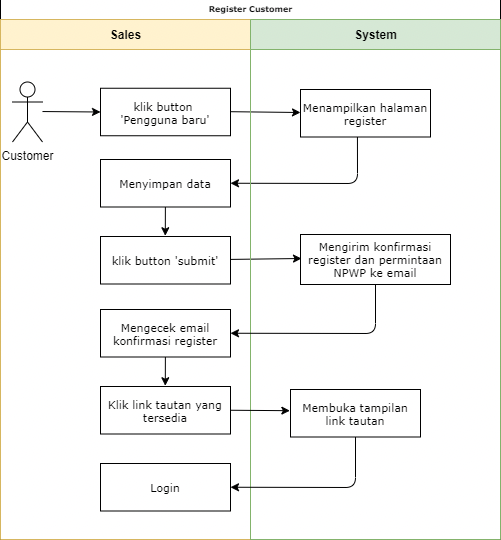 Register Customer
Sales
System
Customer
klik button
'Pengguna baru'
Menampilkan halaman
register
Menyimpan data
klik button 'submit'
Mengirim konfirmasi
register dan permintaan
NPWP ke email
Mengecek email
konfirmasi register
Klik link tautan yang
tersedia
Membuka tampilan
link tautan
Login